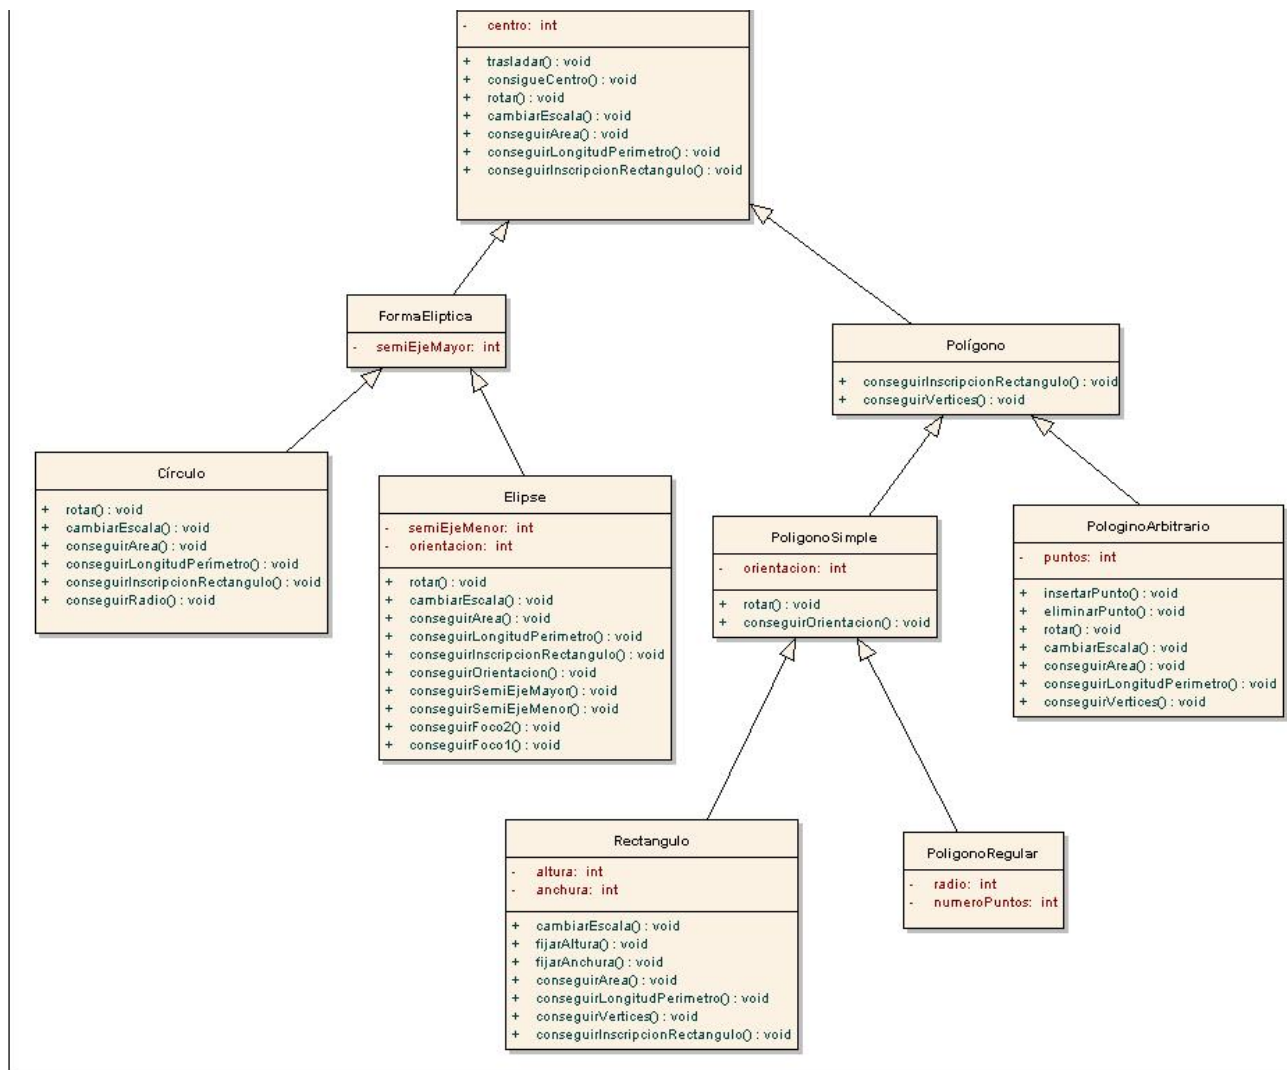 - centro: int
+ trasladar() : void
+ consigueCentro() : void
+ rotar() : void
+ cambiarEscala() : void
+ conseguirArea() : void
+ conseguirLongitudPerimetro() : void
+ conseguirInscripcionRectangulo() : void
FormaEliptica
- semiEjeMayor: int
Polígono
+ conseguirInscripcionRectangulo() : void
+ conseguirVertices() : void
Círculo
+ rotar() : void
+ cambiarEscala() : void
+ conseguirArea() : void
+ conseguirLongitudPerímetro() : void
+ conseguirInscripcionRectangulo() : void
+ conseguirRadio() : void
Elipse
- semiEjeMenor: int
- orientacion: int
+ rotar() : void
+ cambiarEscala() : void
+ conseguirArea() : void
+ conseguirLongitudPerimetro() : void
+ conseguirInscripcionRectangulo() : void
+ conseguirOrientacion() : void
+ conseguirSemiEjeMayor() : void
+ conseguirSemiEjeMenor() : void
+ conseguirFoco2() : void
+ conseguirFoco1() : void
PoligonoSimple
- orientacion: int
+ rotar() : void
+ conseguirOrientacion() : void
PologinoArbitrario
- puntos: int
+ insertarPunto() : void
+ eliminarPunto() : void
+ rotar() : void
+ cambiarEscala() : void
+ conseguirArea() : void
+ conseguirLongitudPerimetro() : void
+ conseguirVertices() : void
Rectangulo
- altura: int
- anchura: int
+ cambiarEscala() : void
+ fijarAltura() : void
+ fijarAnchura() : void
+ conseguirArea() : void
+ conseguirLongitudPerimetro() : void
+ conseguirVertices() : void
+ conseguirInscripcionRectangulo() : void
PoligonoRegular
- radio: int
- numeroPuntos: int